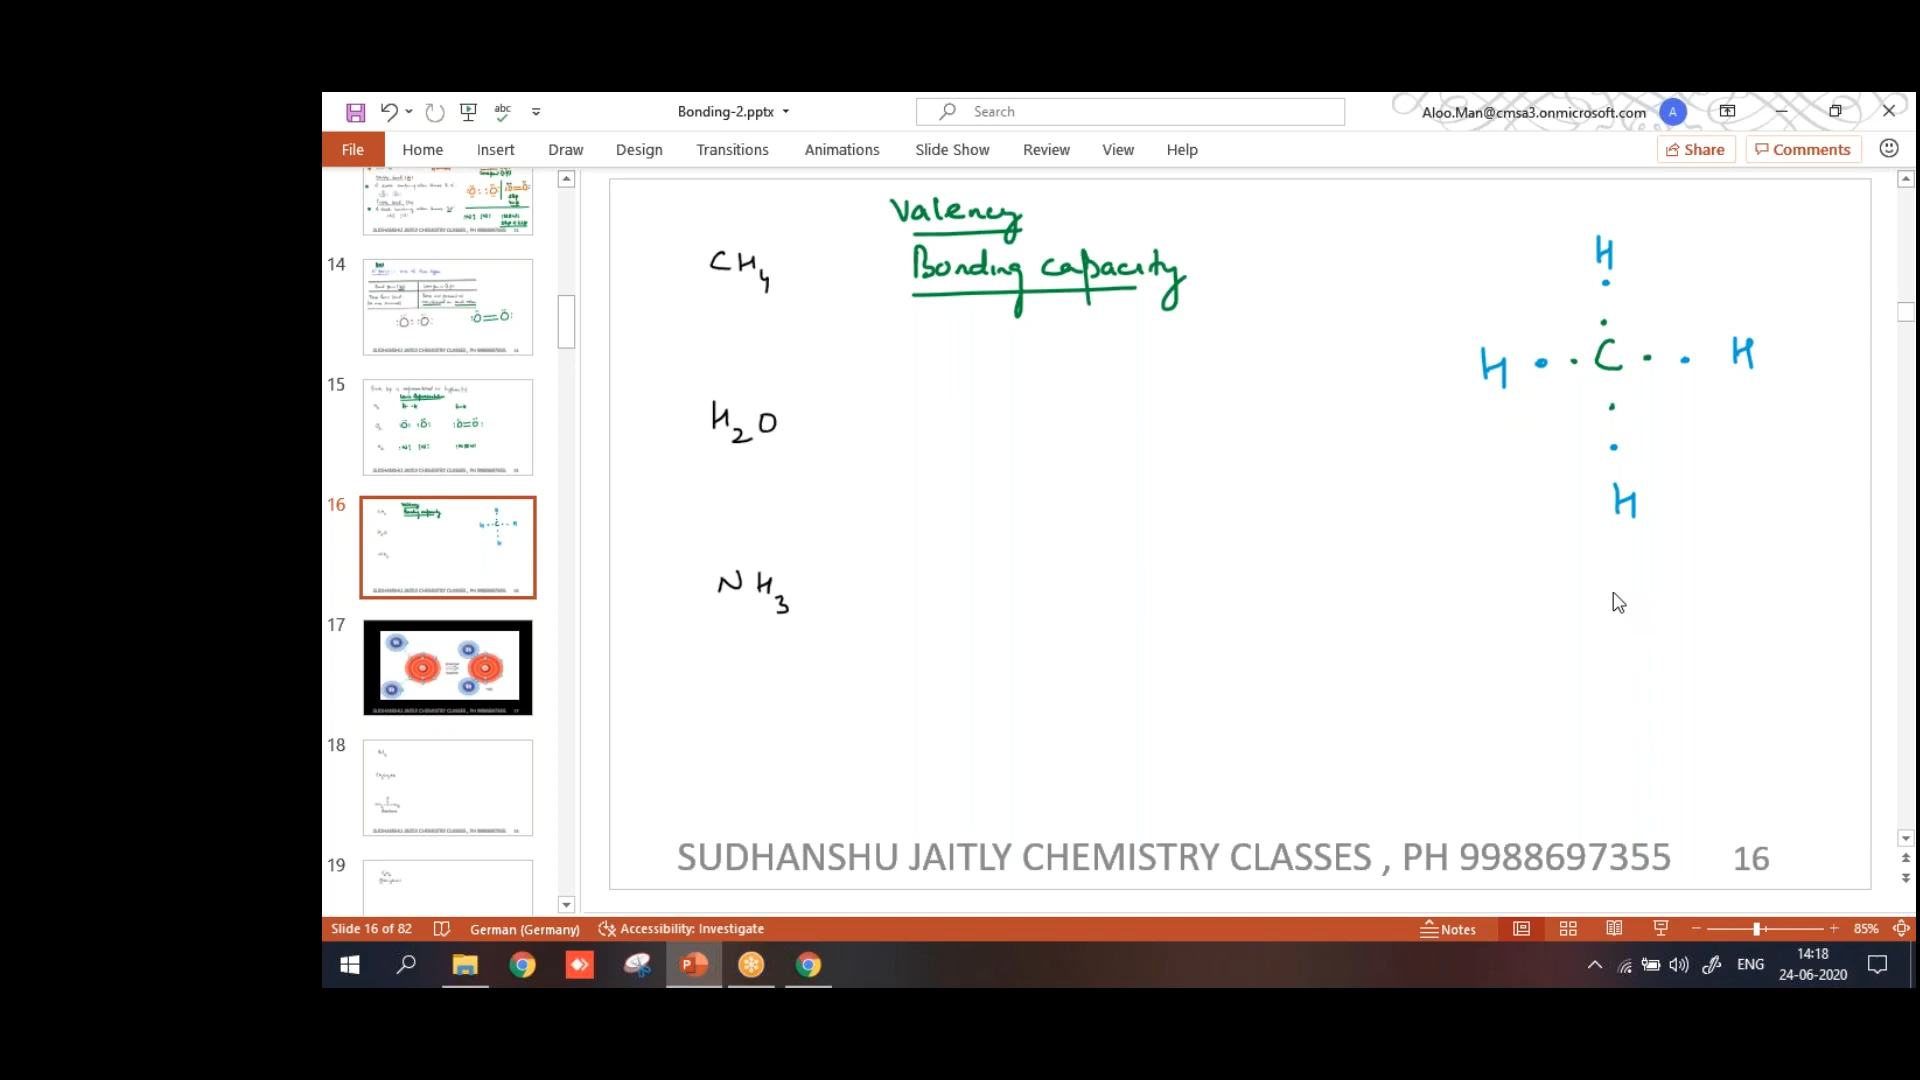 abc
Bonding-2.pptx
Search
Aloo.Man@cmsa3.onmicrosoft.com
A
File Home Insert Draw Design Transitions Animations Slide Show Review View Help
Share Comments
14
15
16
17
18
19
Valency
Bonding capacity
CH4
H2O
NH3
H
H C H
H
SUDHANSHU JAITLY CHEMISTRY CLASSES , PH 9988697355 16
Slide 16 of 82 German (Germany) Accessibility: Investigate Notes 85%
ENG
14:18
24-06-2020